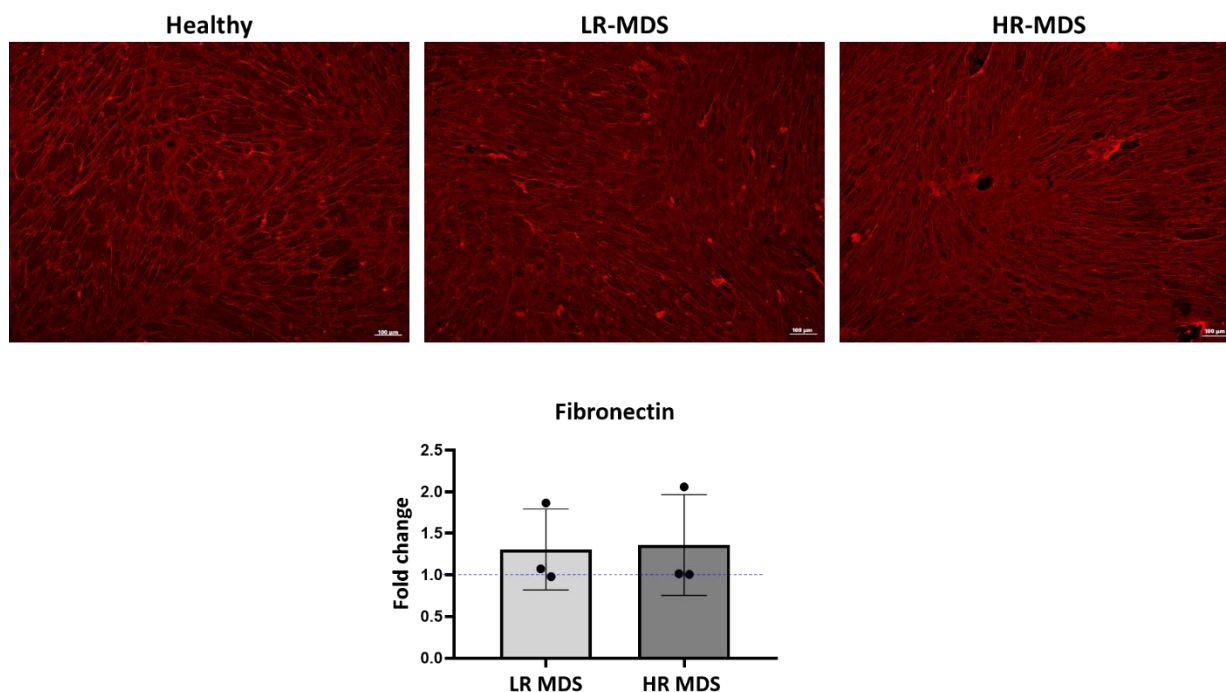 Healthy LR-MDS HR-MDS
100 µm 100 µm 100 µm
Fibronectin
2.5
2.0
1.5
1.0
0.5
0.0
Fold change
LR MDS HR MDS